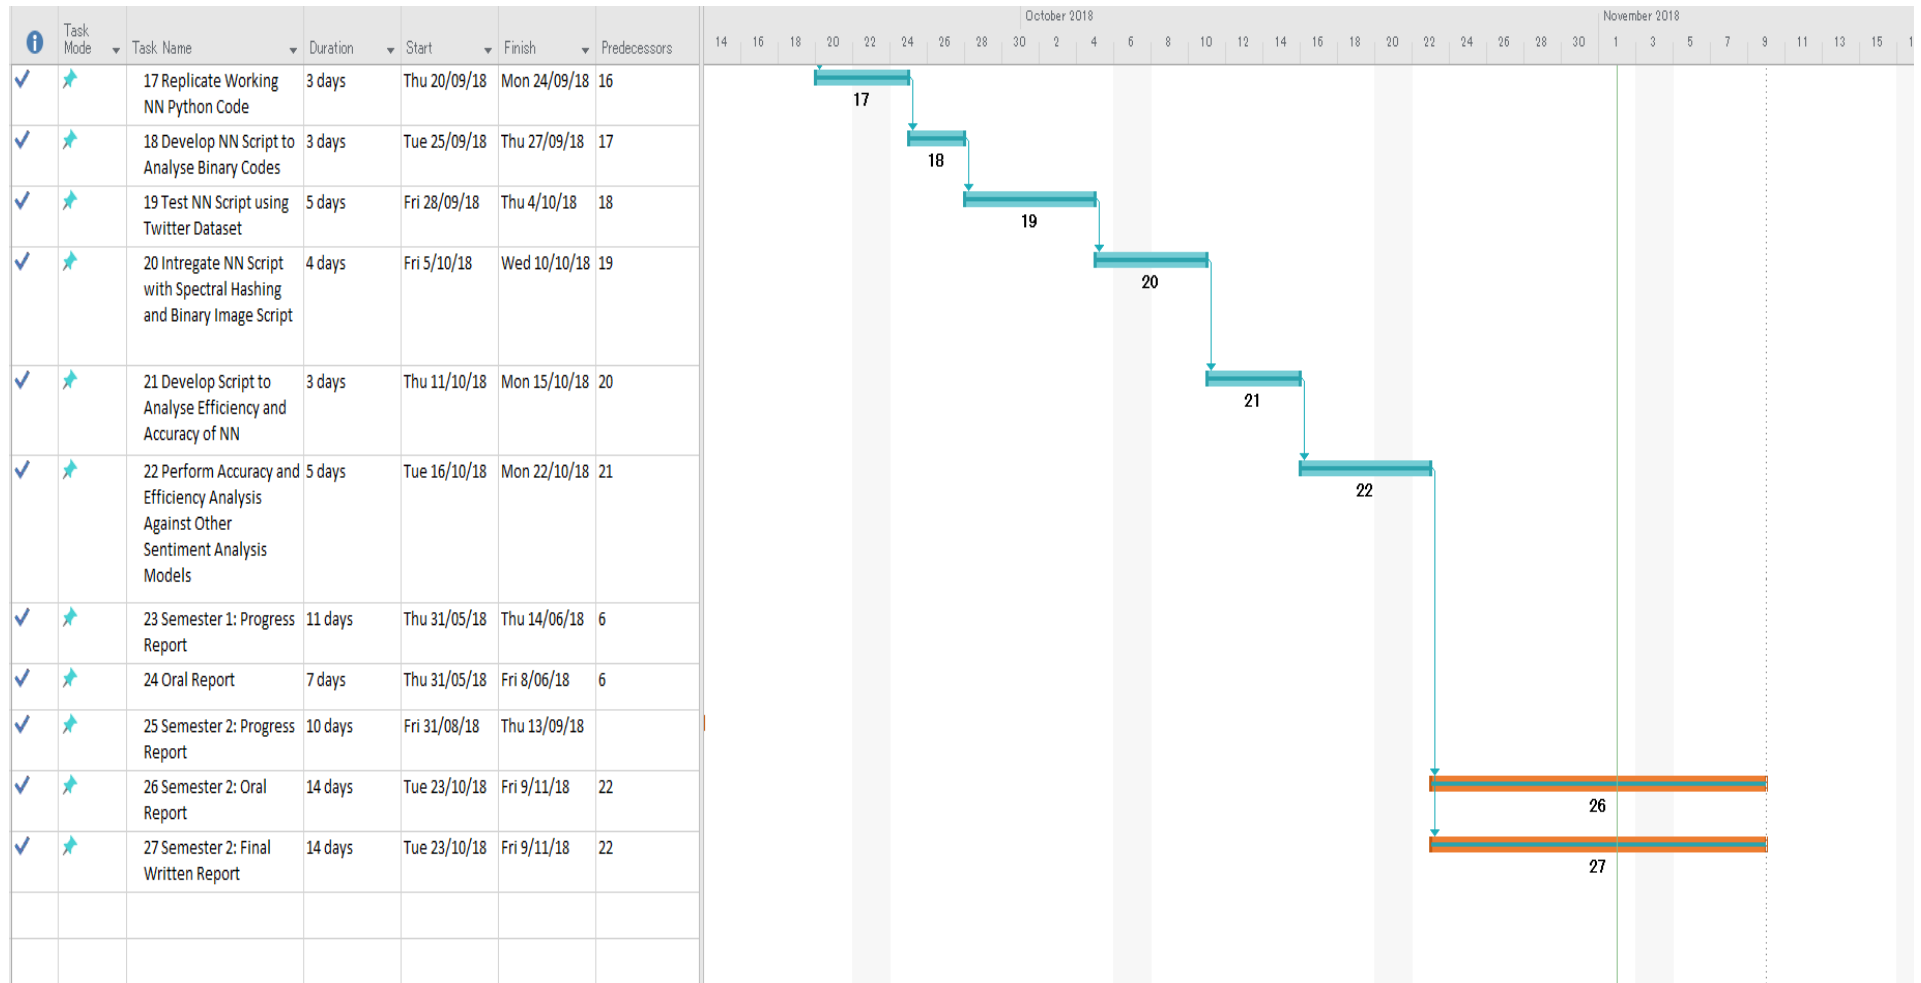 October 2018
November 2018
Task Mode
Task Name
Duration
Start
Finish
Predecessors
14 16 18 20 22 24 26 28 30 2 4 6 8 10 12 14 16 18 20 22 24 26 28 30 1 3 5 7 9 11 13 15 1
17 Replicate Working 3 days Thu 20/09/18 Mon 24/09/18 16
NN Python Code
17
18 Develop NN Script to 3 days Tue 25/09/18 Thu 27/09/18 17
Analyse Binary Codes
18
19 Test NN Script using 5 days Fri 28/09/18 Thu 4/10/18 18
Twitter Dataset
19
20 Intregate NN Script 4 days Fri 5/10/18 Wed 10/10/18 19
with Spectral Hashing
and Binary Image Script
20
21 Develop Script to 3 days Thu 11/10/18 Mon 15/10/18 20
Analyse Efficiency and
Accuracy of NN
21
22 Perform Accuracy and 5 days Tue 16/10/18 Mon 22/10/18 21
Efficiency Analysis
Against Other
Sentiment Analysis
Models
22
23 Semester 1: Progress 11 days Thu 31/05/18 Thu 14/06/18 6
Report
24 Oral Report 7 days Thu 31/05/18 Fri 8/06/18 6
25 Semester 2: Progress 10 days Fri 31/08/18 Thu 13/09/18
Report
26 Semester 2: Oral 14 days Tue 23/10/18 Fri 9/11/18 22
Report
26
27 Semester 2: Final 14 days Tue 23/10/18 Fri 9/11/18 22
Written Report
27